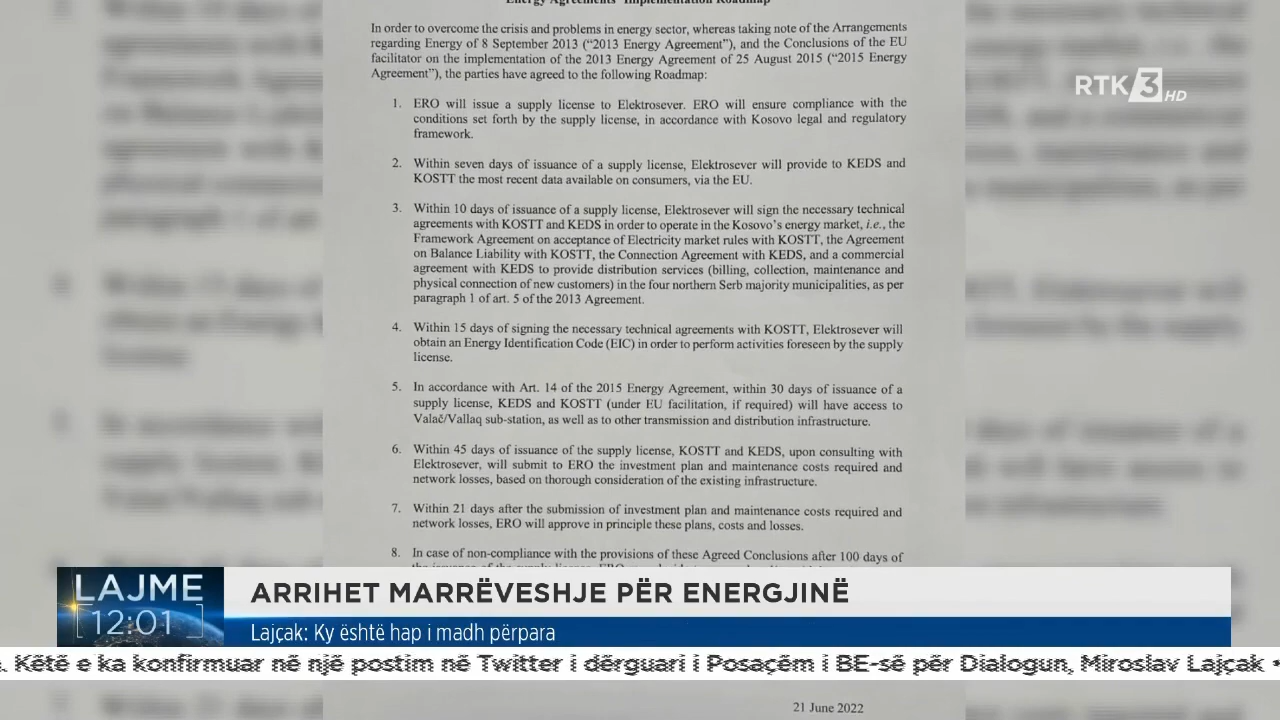 Energy Agreements' Implementation Roadmap
In order to overcome the crisis and problems in energy sector, whereas taking note of the Arrangements
regarding Energy of 8 September 2013 (“2013 Energy Agreement”), and the Conclusions of the EU
facilitator on the implementation of the 2013 Energy Agreement of 25 August 2015 (“2015 Energy
Agreement”), the parties have agreed to the following Roadmap:
1. ERO will issue a supply license to Elektrosever. ERO will ensure compliance with the
conditions set forth by the supply license, in accordance with Kosovo legal and regulatory
framework.
2. Within seven days of issuance of a supply license, Elektrosever will provide to KEDS and
KOSTT the most recent data available on consumers, via the EU.
3. Within 10 days of issuance of a supply license, Elektrosever will sign the necessary technical
agreements with KOSTT and KEDS in order to operate in the Kosovo's energy market, i.e., the
Framework Agreement on acceptance of Electricity market rules with KOSTT, the Agreement
on Balance Liability with KOSTT, the Connection Agreement with KEDS, and a commercial
agreement with KEDS to provide distribution services (billing, collection, maintenance and
physical connection of new customers) in the four northern Serb majority municipalities, as per
paragraph 1 of art. 5 of the 2013 Agreement.
4. Within 15 days of signing the necessary technical agreements with KOSTT, Elektrosever will
obtain an Energy Identification Code (EIC) in order to perform activities foreseen by the supply
license.
5. In accordance with Art. 14 of the 2015 Energy Agreement, within 30 days of issuance of a
supply license, KEDS and KOSTT (under EU facilitation, if required) will have access to
Valač/Vallaq sub-station, as well as to other transmission and distribution infrastructure.
6. Within 45 days of issuance of the supply license, KOSTT and KEDS, upon consulting with
Elektrosever, will submit to ERO the investment plan and maintenance costs required and
network losses, based on thorough consideration of the existing infrastructure.
7. Within 21 days after the submission of investment plan and maintenance costs required and
network losses, ERO will approve in principle these plans, costs and losses.
8. In case of non-compliance with the provisions of these Agreed Conclusions after 100 days of
RTK 3 HD
LAJME
12:01
ARRIHET MARRËVESHJE PËR ENERGJINË
Lajçak: Ky është hap i madh përpara
. Këtë e ka konfirmuar në një postim në Twitter i dërguari i Posaçëm i BE-së për Dialogun, Miroslav Lajçak •
21 June 2022